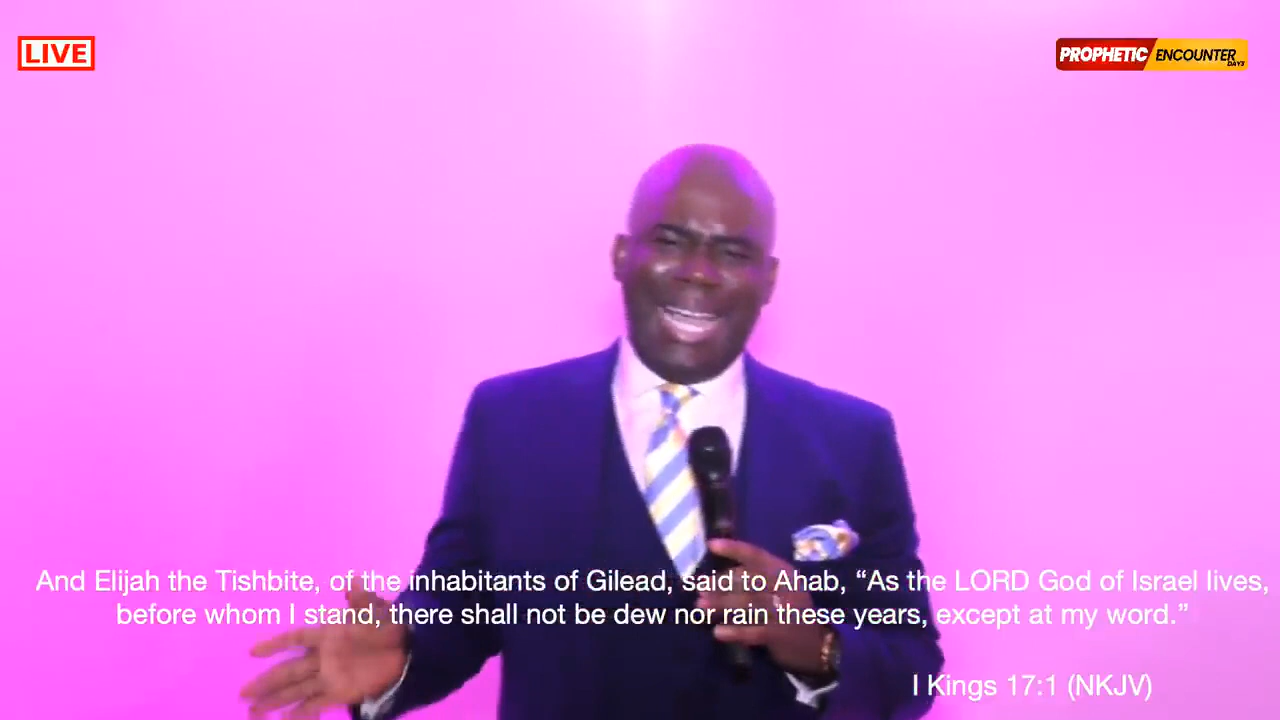 LIVE
PROPHETIC ENCOUNTER
DAYS
And Elijah the Tishbite, of the inhabitants of Gilead, said to Ahab, “As the LORD God of Israel lives,
before whom I stand, there shall not be dew nor rain these years, except at my word.”
I Kings 17:1 (NKJV)